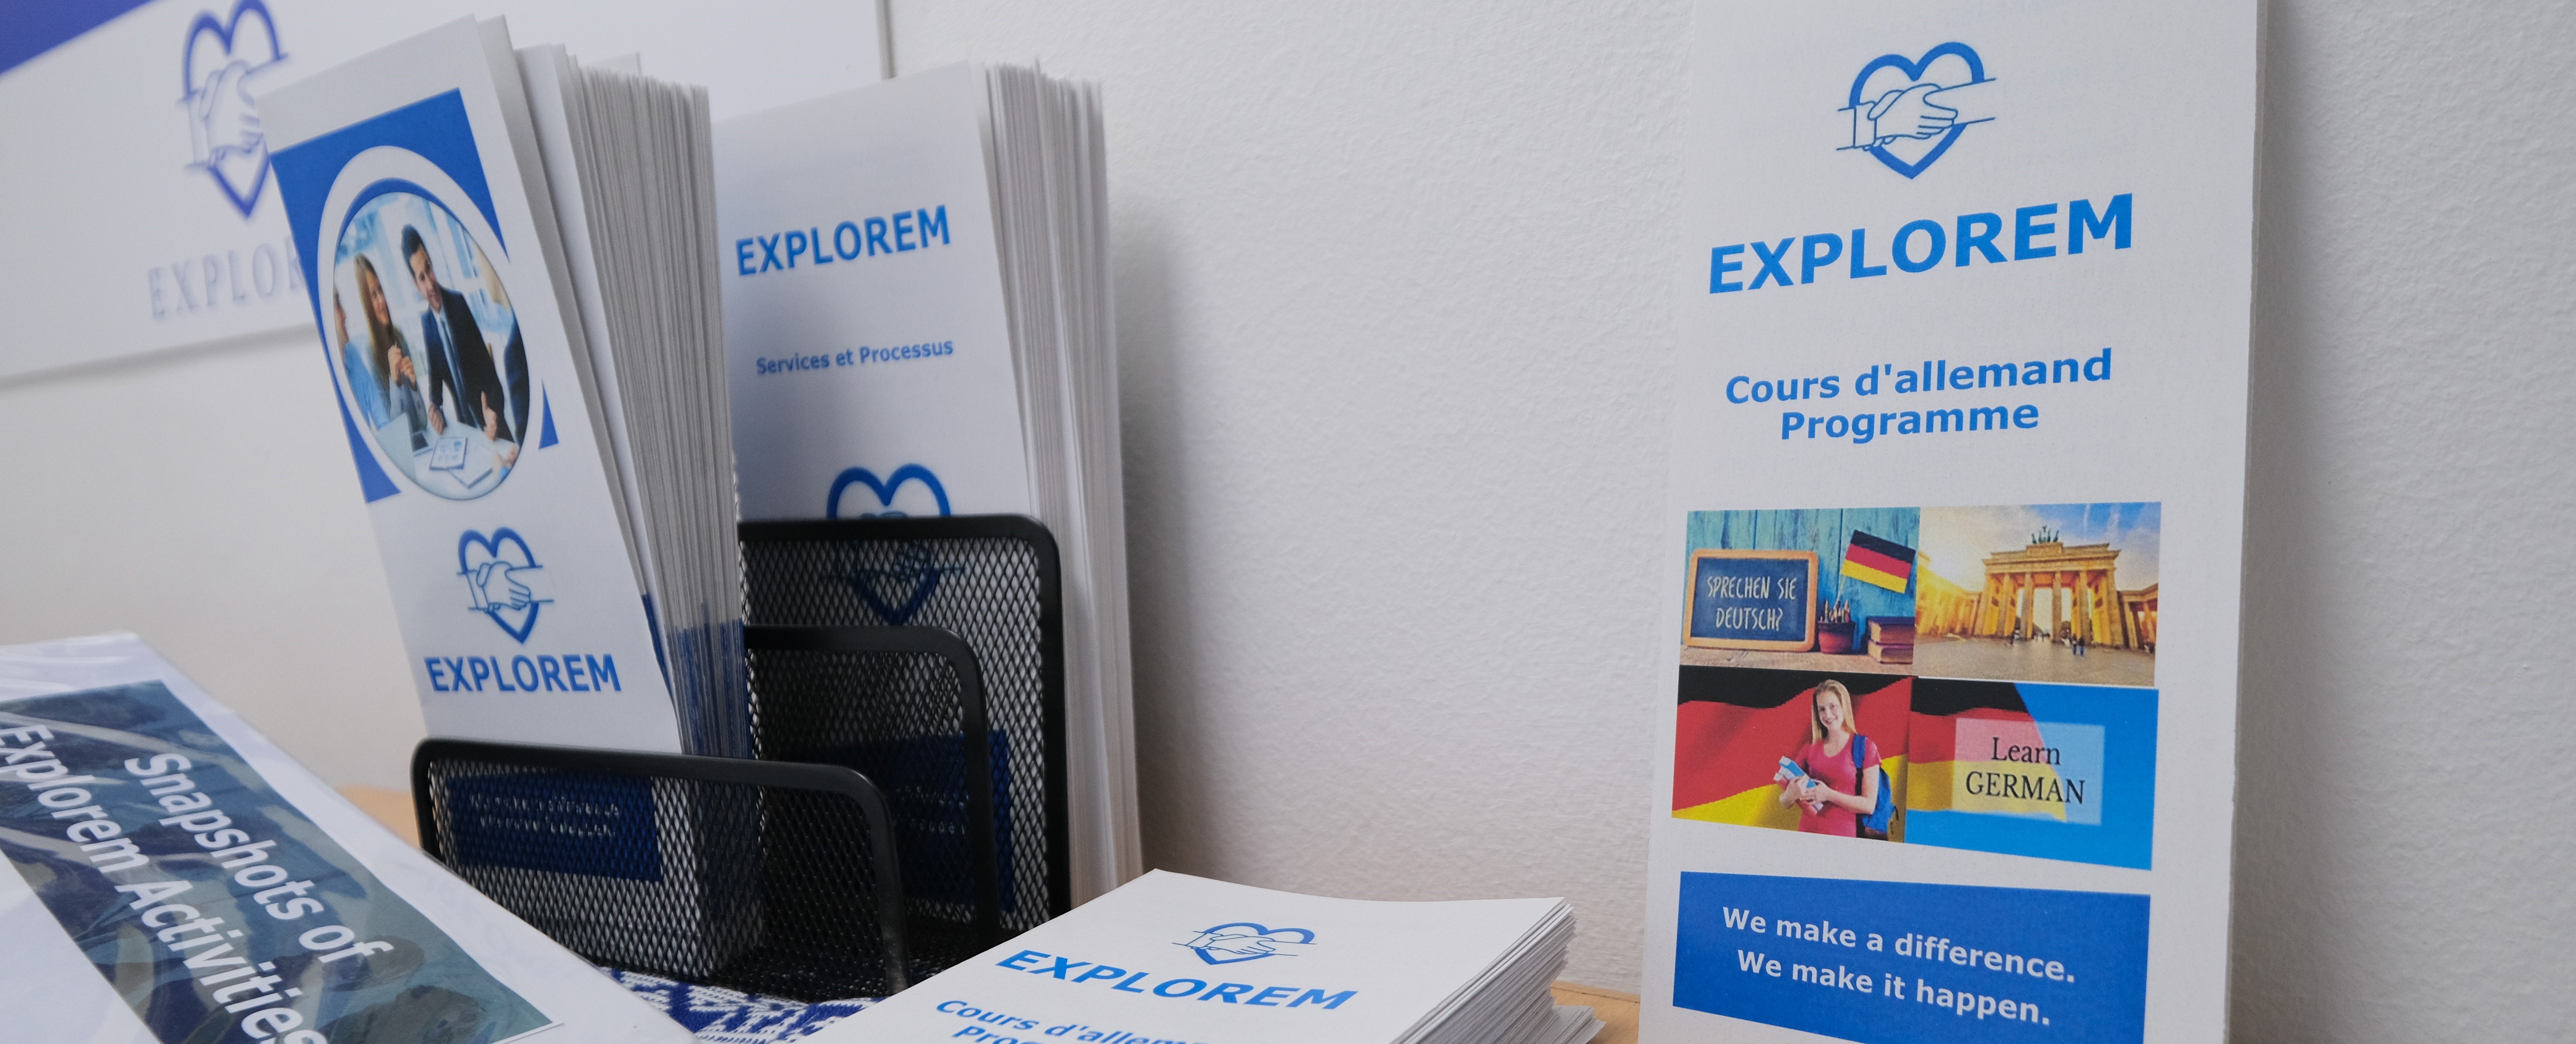 EXPLOR
EXPLOREM
EXPLOREM
Services et Processus
Snapshots of
Explorem Activities
EXPLOREM
Cours d'allem
EXPLOREM
Cours d'allemand
Programme
SPRECHEN SIE
DEUTSCH?
Learn
GERMAN
We make a difference.
We make it happen.